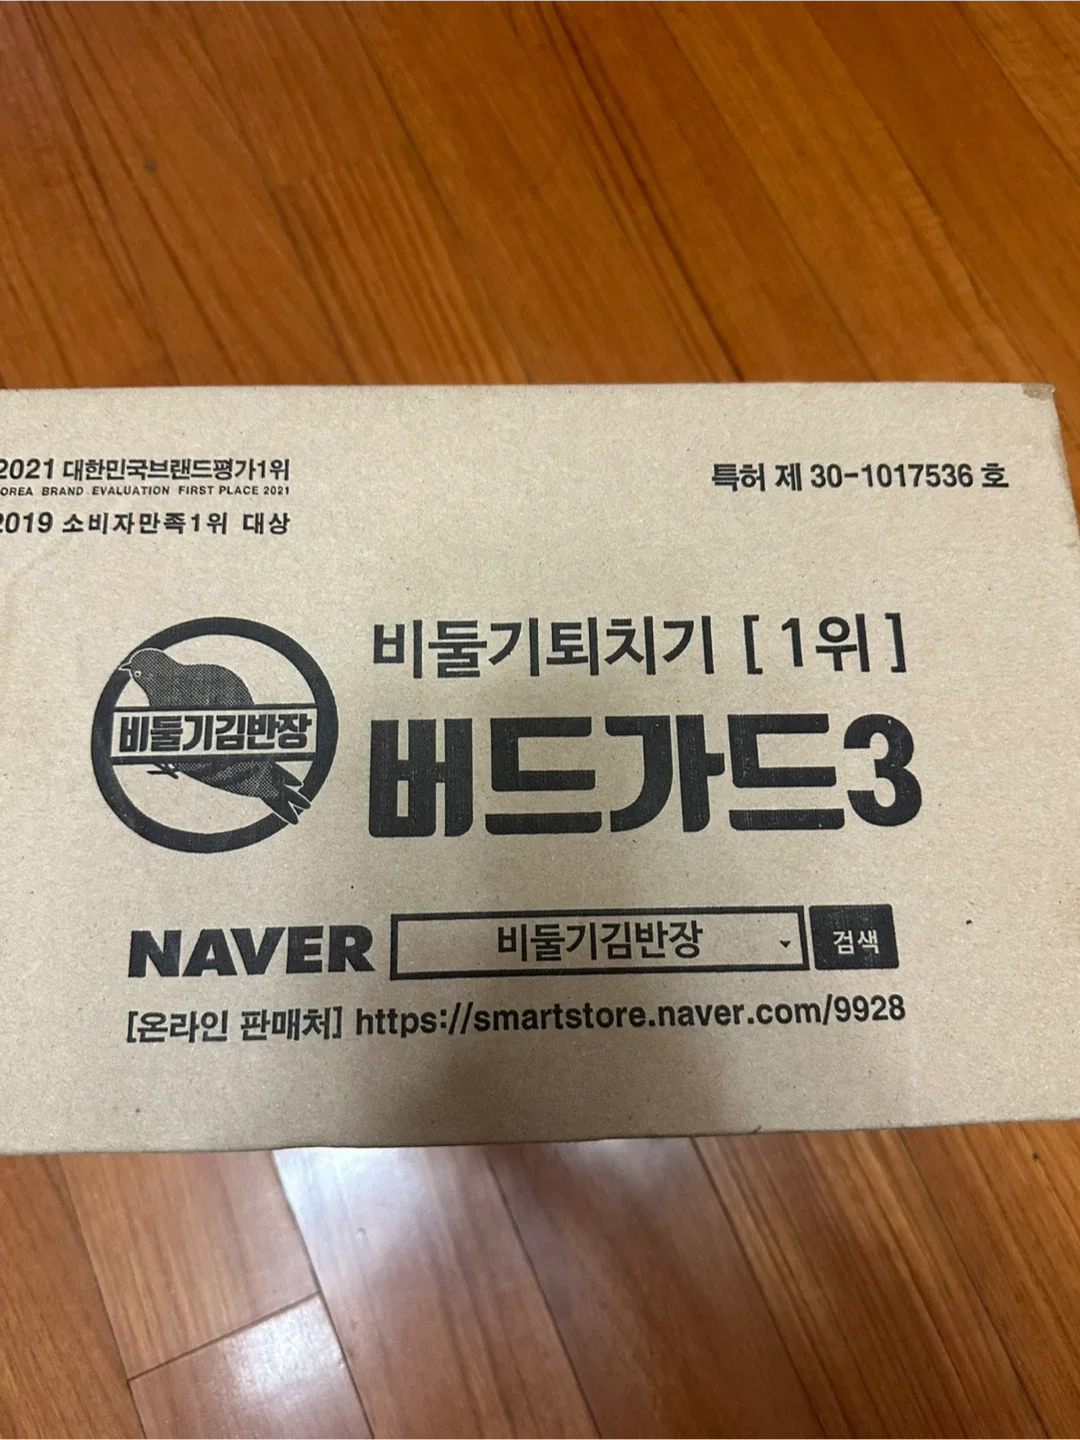 2021 대한민국브랜드평가1위
KOREA BRAND EVALUATION FIRST PLACE 2021
2019 소비자만족1위 대상
특허 제 30-1017536 호
비둘기김반장
비둘기퇴치기 [ 1위 ]
버드가드3
NAVER 비둘기김반장 검색
[온라인 판매처] https://smartstore.naver.com/9928